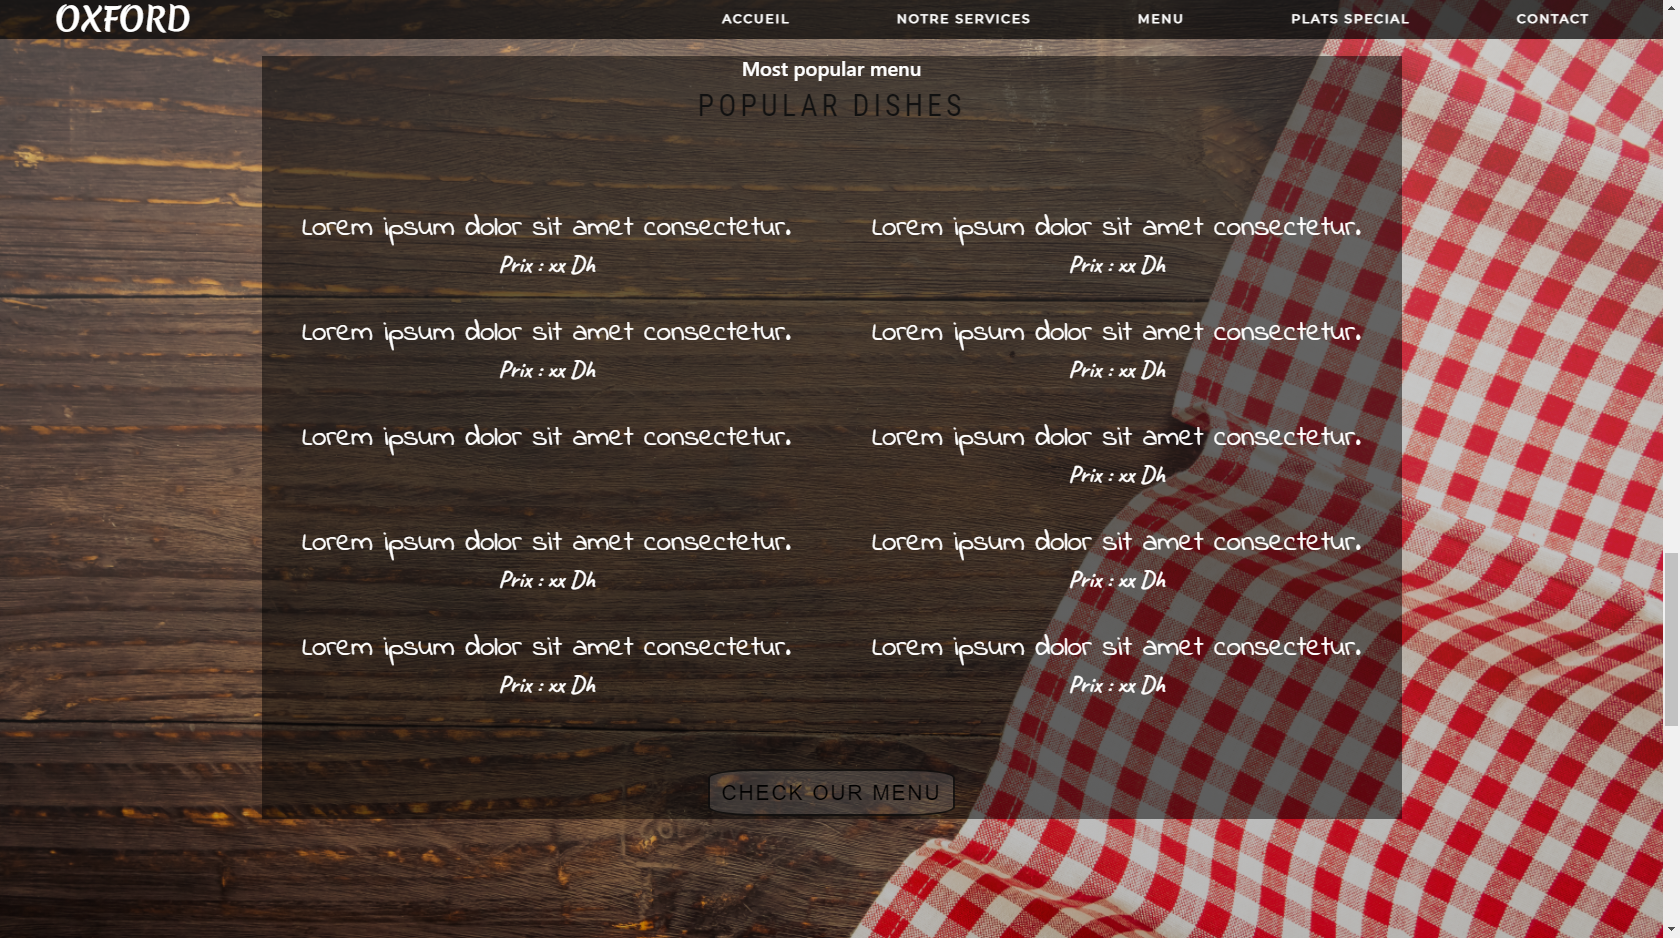 OXFORD
ACCUEIL NOTRE SERVICES MENU PLATS SPECIAL CONTACT
Most popular menu
POPULAR DISHES
Lorem ipsum dolor sit amet consectetur.
Prix : xx Dh
Lorem ipsum dolor sit amet consectetur.
Prix : xx Dh
Lorem ipsum dolor sit amet consectetur.
Prix : xx Dh
Lorem ipsum dolor sit amet consectetur.
Prix : xx Dh
Lorem ipsum dolor sit amet consectetur.
Lorem ipsum dolor sit amet consectetur.
Prix : xx Dh
Lorem ipsum dolor sit amet consectetur.
Prix : xx Dh
Lorem ipsum dolor sit amet consectetur.
Prix : xx Dh
Lorem ipsum dolor sit amet consectetur.
Prix : xx Dh
Lorem ipsum dolor sit amet consectetur.
Prix : xx Dh
CHECK OUR MENU